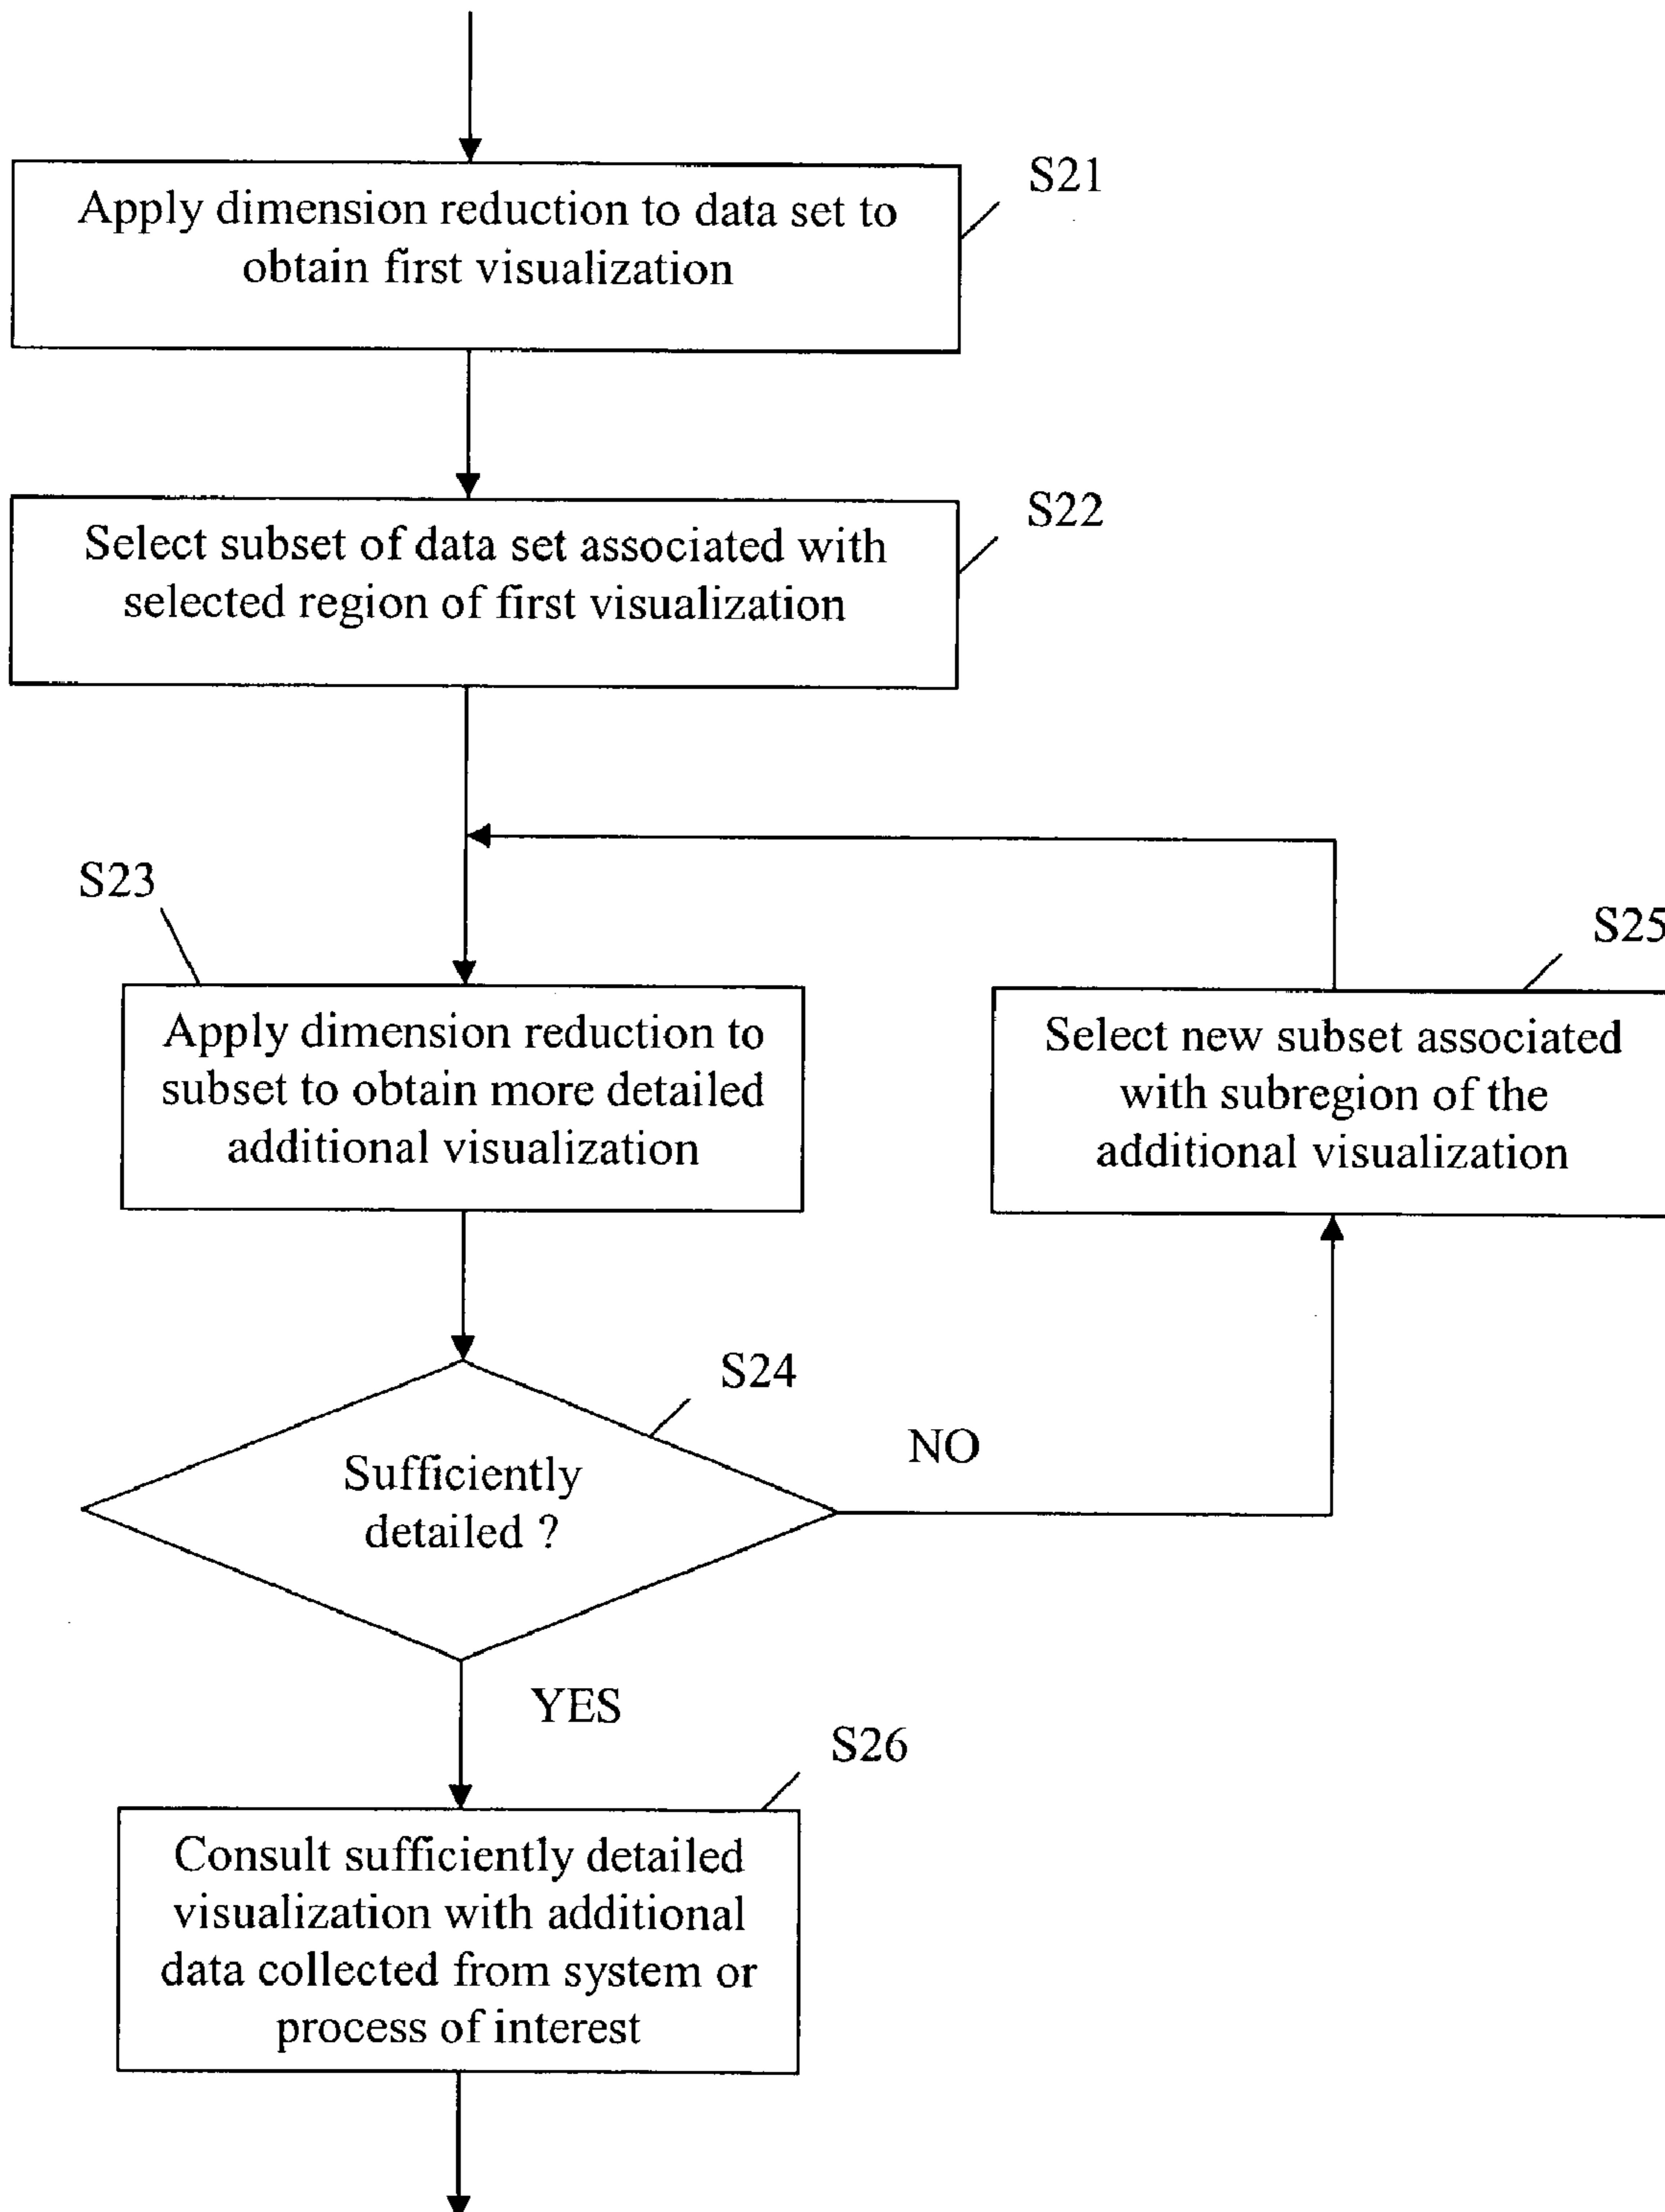 S21
Apply dimension reduction to data set to
obtain first visualization
S22
Select subset of data set associated with
selected region of first visualization
S23
S25
Apply dimension reduction to
subset to obtain more detailed
additional visualization
Select new subset associated
with subregion of the
additional visualization
S24
NO
Sufficiently
detailed ?
YES
S26
Consult sufficiently detailed
visualization with additional
data collected from system or
process of interest